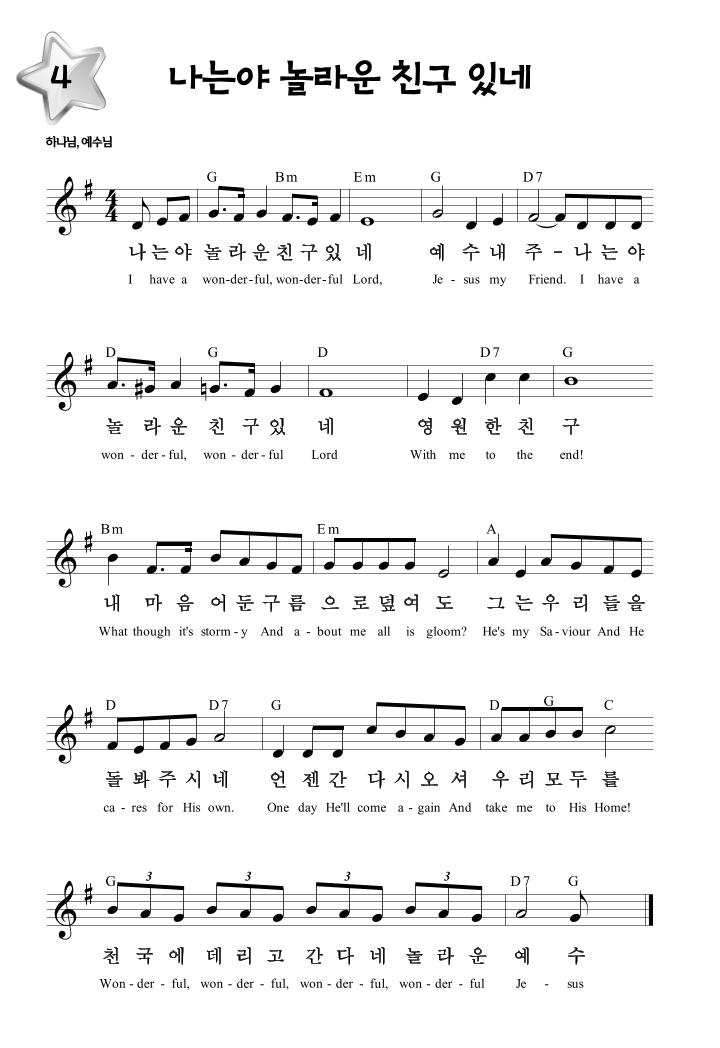 4
나는야 놀라운 친구 있네
하나님, 예수님
G Bm Em G D7
4
4
나는야 놀라운친구있 네 예 수내 주 - 나는야
I have a won-der-ful, won-der-ful Lord, Je - sus my Friend. I have a
D G D D7 G
놀 라운 친 구있 네 영 원한친 구
won - der-ful, won - der-ful Lord With me to the end!
Bm Em A
내 마음 어둔구름 으로덮여도 그는우리들을
What though it's storm-y And a-bout me all is gloom? He's my Sa-viour And He
D D7 G D G C
돌봐주시네 언젠간 다시오셔 우리모두를
ca - res for His own. One day He'll come a-gain And take me to His Home!
G 3 3 3 3 D7 G
천국에 데리고 간다네 놀라운 예 수
Won - der - ful, won - der - ful, won - der - ful, won - der - ful Je - sus